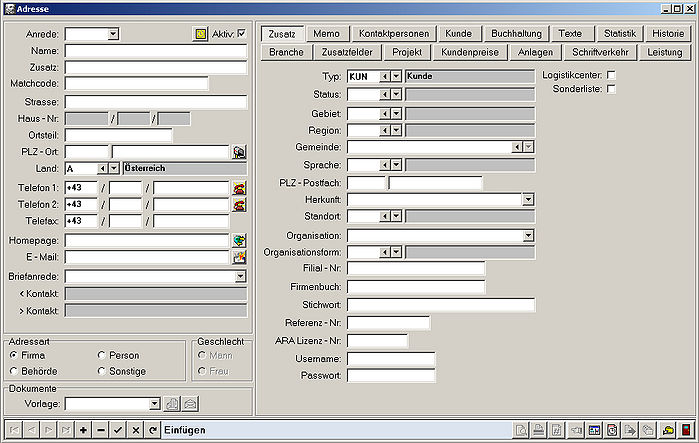 Adresse
Anrede: Aktiv:
Name:
Zusatz:
Matchcode:
Strasse:
Haus - Nr: / /
Ortsteil:
PLZ - Ort:
Land: A Österreich
Telefon 1: +43 / /
Telefon 2: +43 / /
Telefax: +43 / /
Homepage:
E - Mail:
Briefanrede:
< Kontakt:
> Kontakt:
Adressart
Firma Person
Behörde Sonstige
Geschlecht
Mann
Frau
Dokumente
Vorlage:
Zusatz Memo Kontaktpersonen Kunde Buchhaltung Texte Statistik Historie
Branche Zusatzfelder Projekt Kundenpreise Anlagen Schriftverkehr Leistung
Typ: KUN Kunde Logistikcenter:
Status: Sonderliste:
Gebiet:
Region:
Gemeinde:
Sprache:
PLZ - Postfach:
Herkunft:
Standort:
Organisation:
Organisationsform:
Filial - Nr:
Firmenbuch:
Stichwort:
Referenz - Nr:
ARA Lizenz - Nr:
Username:
Passwort:
Einfügen